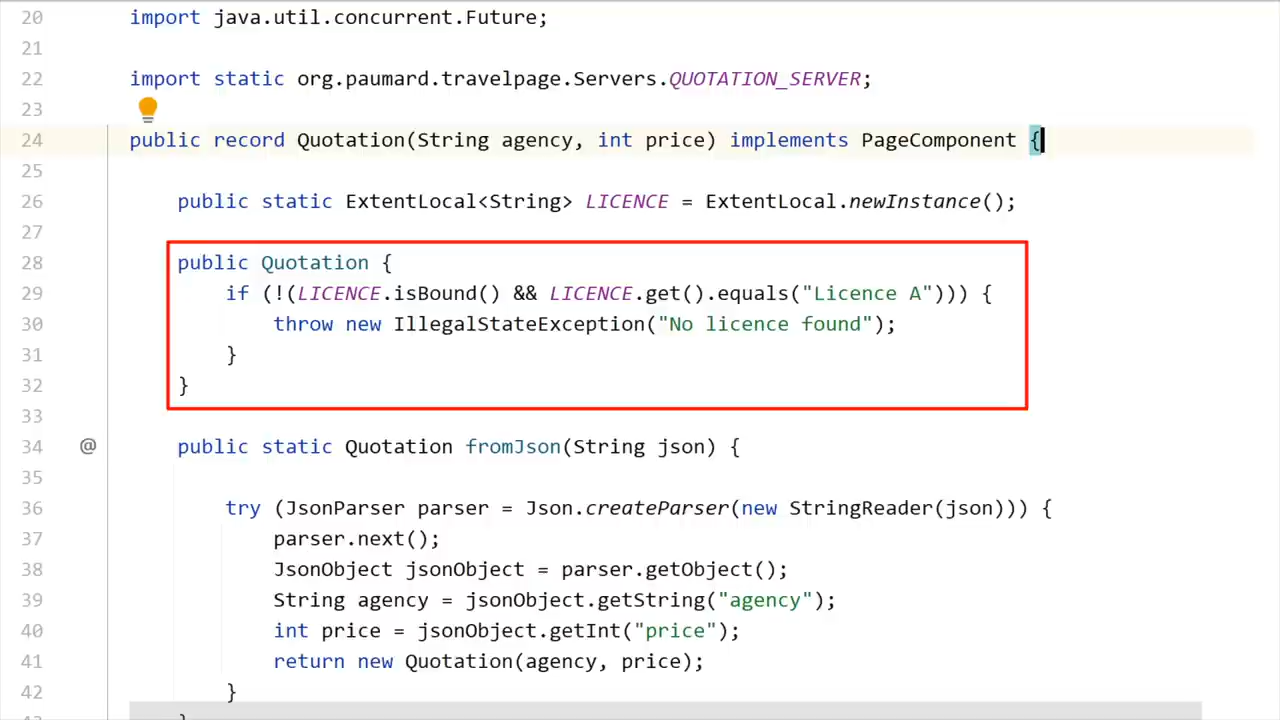 20 import java.util.concurrent.Future;
21
22 import static org.paumard.travelpage.Servers.QUOTATION_SERVER;
23
24 public record Quotation(String agency, int price) implements PageComponent {
25
26 public static ExtentLocal<String> LICENCE = ExtentLocal.newInstance();
27
28 public Quotation {
29 if (!(LICENCE.isBound() && LICENCE.get().equals("Licence A"))) {
30 throw new IllegalStateException("No licence found");
31 }
32 }
33
34 @ public static Quotation fromJson(String json) {
35
36 try (JsonParser parser = Json.createParser(new StringReader(json))) {
37 parser.next();
38 JsonObject jsonObject = parser.getObject();
39 String agency = jsonObject.getString("agency");
40 int price = jsonObject.getInt("price");
41 return new Quotation(agency, price);
42 }